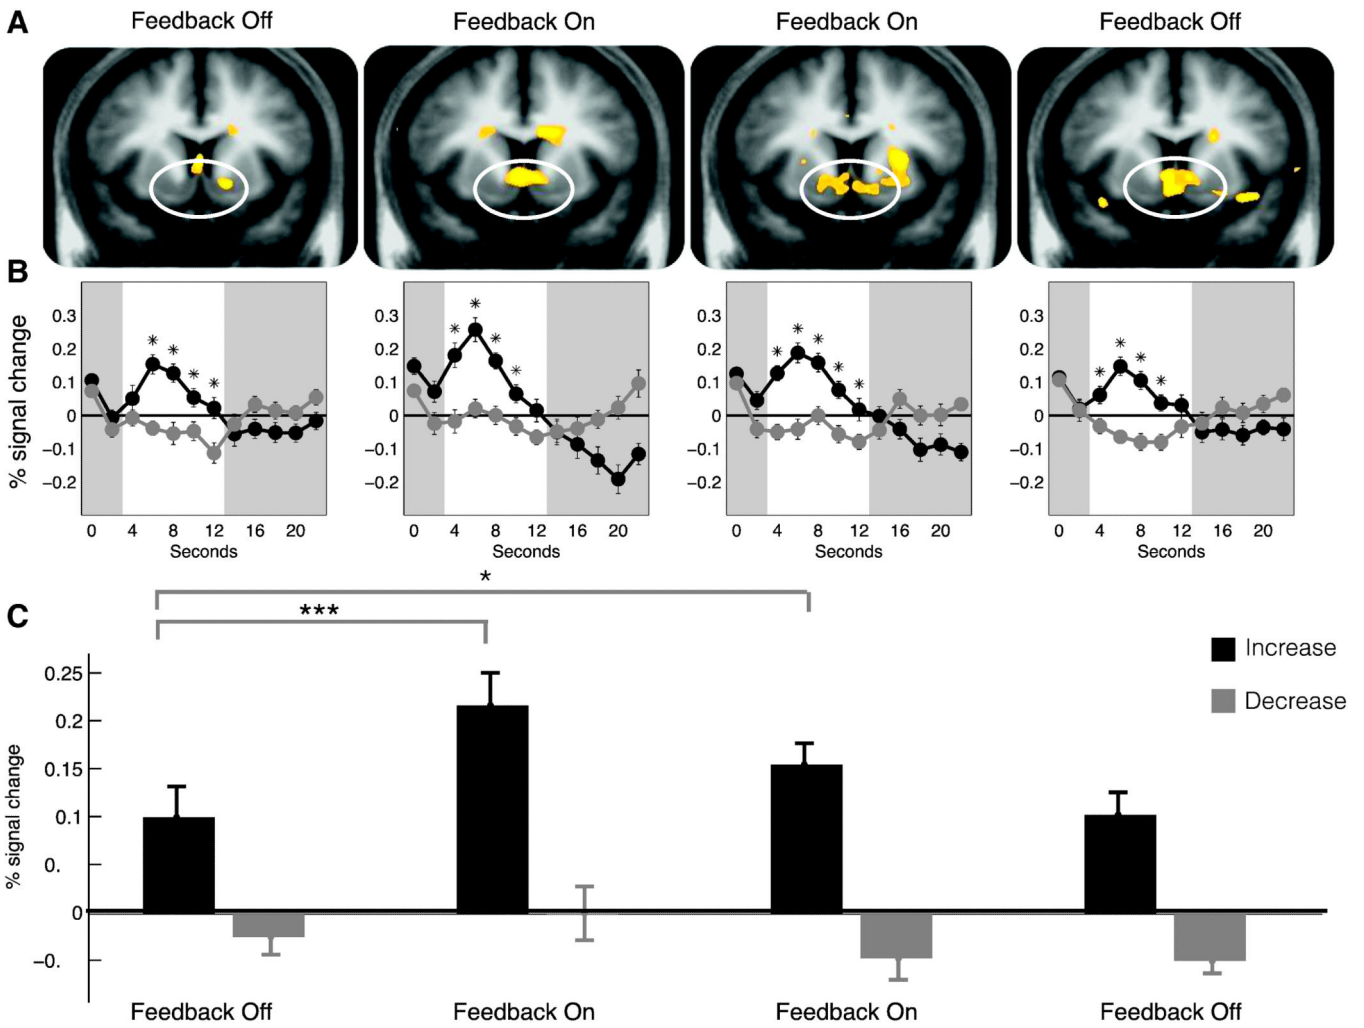 A
Feedback Off
Feedback On
Feedback On
Feedback Off
B
% signal change
0.3
0.2
0.1
0
−0.1
−0.2
0 4 8 12 16 20
Seconds
0.3
0.2
0.1
0
−0.1
−0.2
0 4 8 12 16 20
Seconds
0.3
0.2
0.1
0
−0.1
−0.2
0 4 8 12 16 20
Seconds
0.3
0.2
0.1
0
−0.1
−0.2
0 4 8 12 16 20
Seconds
*
***
C
% signal change
0.25
0.2
0.15
0.1
0.
0
−0.
Increase
Decrease
Feedback Off
Feedback On
Feedback On
Feedback Off